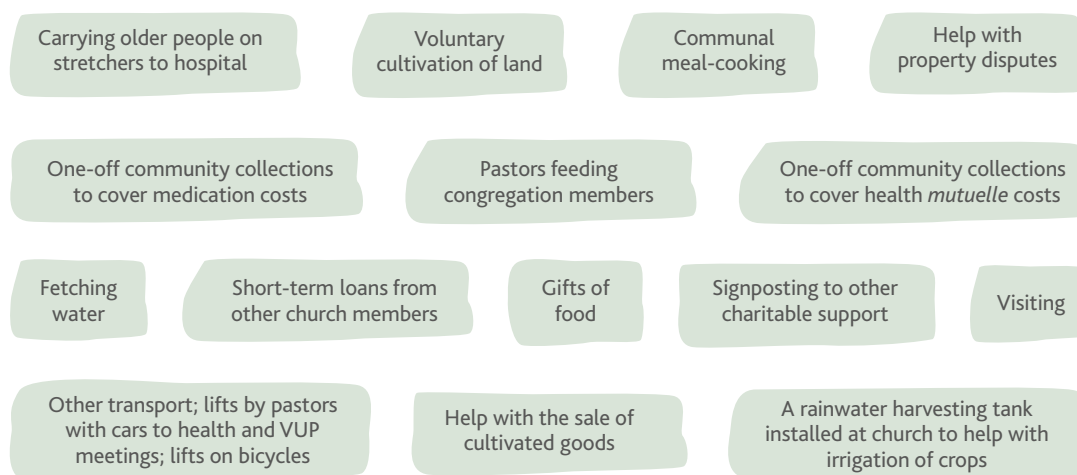 Carrying older people on
stretchers to hospital
Voluntary
cultivation of land
Communal
meal-cooking
Help with
property disputes
One-off community collections
to cover medication costs
Pastors feeding
congregation members
One-off community collections
to cover health mutuelle costs
Fetching
water
Short-term loans from
other church members
Gifts of
food
Signposting to other
charitable support
Visiting
Other transport; lifts by pastors
with cars to health and VUP
meetings; lifts on bicycles
Help with the sale of
cultivated goods
A rainwater harvesting tank
installed at church to help with
irrigation of crops